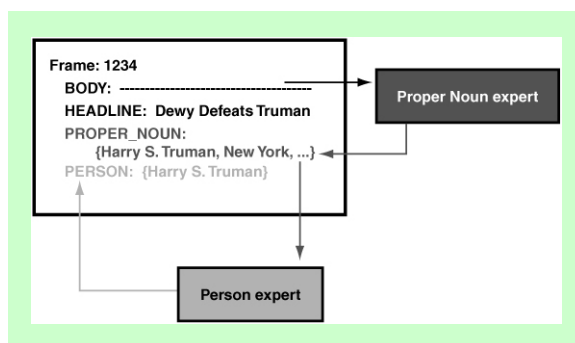 Frame: 1234
BODY: ------------------------------------
HEADLINE: Dewy Defeats Truman
PROPER_NOUN:
{Harry S. Truman, New York, ...}
PERSON: {Harry S. Truman}
Proper Noun expert
Person expert